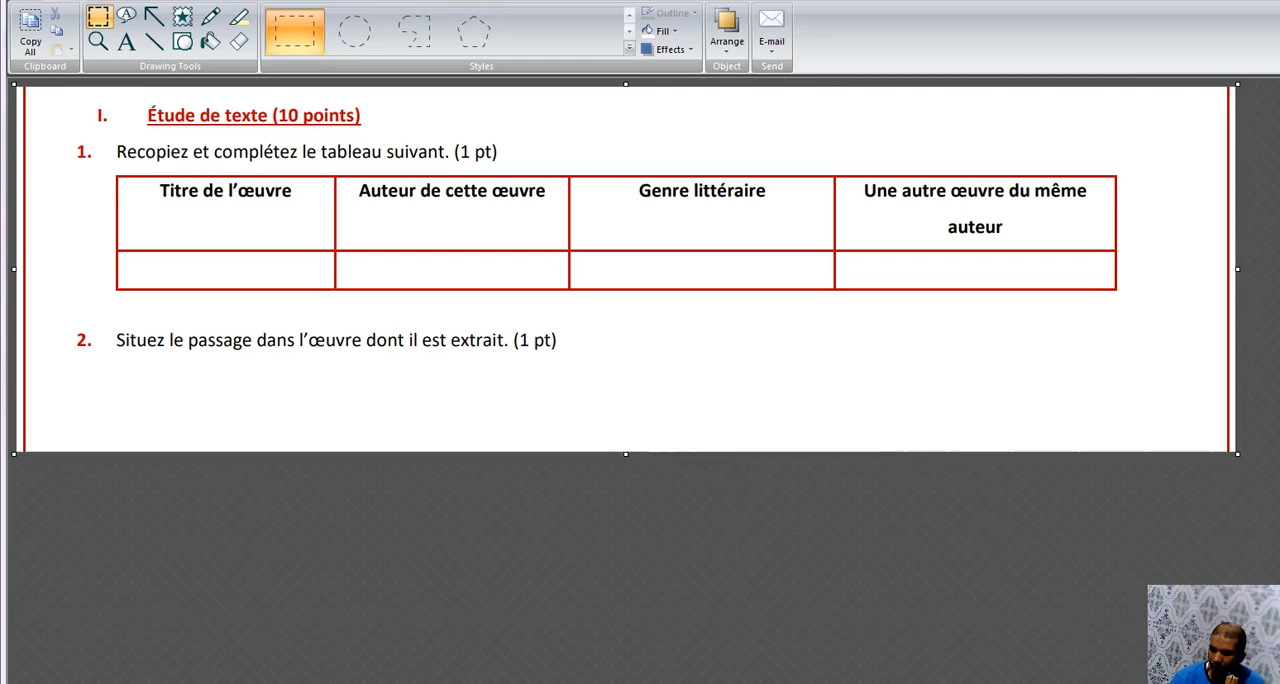 Copy
All
Clipboard
Drawing Tools
Styles
Outline
Fill
Effects
Arrange
Object
E-mail
Send
I. Étude de texte (10 points)
1. Recopiez et complétez le tableau suivant. (1 pt)
Titre de l’œuvre Auteur de cette œuvre Genre littéraire Une autre œuvre du même
auteur
2. Situez le passage dans l’œuvre dont il est extrait. (1 pt)